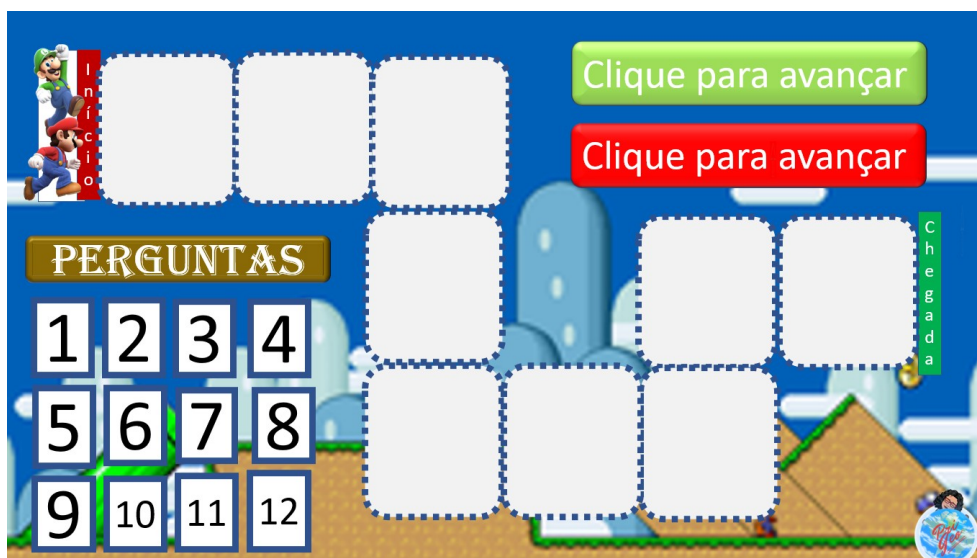 Início
Clique para avançar
Clique para avançar
PERGUNTAS
1 2 3 4
5 6 7 8
9 10 11 12
Chegada